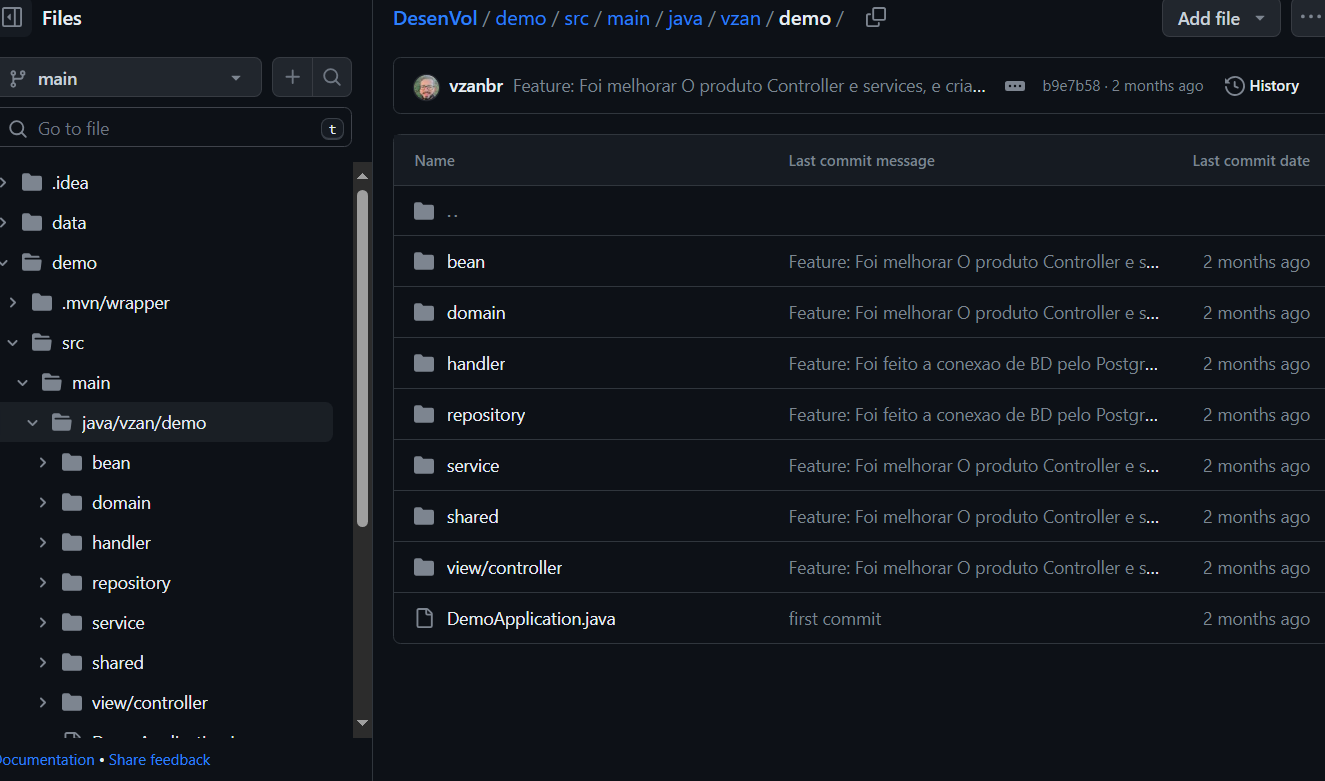 Files
main
Go to file
t
.idea
data
demo
.mvn/wrapper
src
main
java/vzan/demo
bean
domain
handler
repository
service
shared
view/controller
Documentation • Share feedback
DesenVol / demo / src / main / java / vzan / demo /
Add file
vzanbr Feature: Foi melhorar O produto Controller e services, e cria... b9e7b58 · 2 months ago History
Name Last commit message Last commit date
..
bean Feature: Foi melhorar O produto Controller e s... 2 months ago
domain Feature: Foi melhorar O produto Controller e s... 2 months ago
handler Feature: Foi feito a conexao de BD pelo Postgr... 2 months ago
repository Feature: Foi feito a conexao de BD pelo Postgr... 2 months ago
service Feature: Foi melhorar O produto Controller e s... 2 months ago
shared Feature: Foi melhorar O produto Controller e s... 2 months ago
view/controller Feature: Foi melhorar O produto Controller e s... 2 months ago
DemoApplication.java first commit 2 months ago